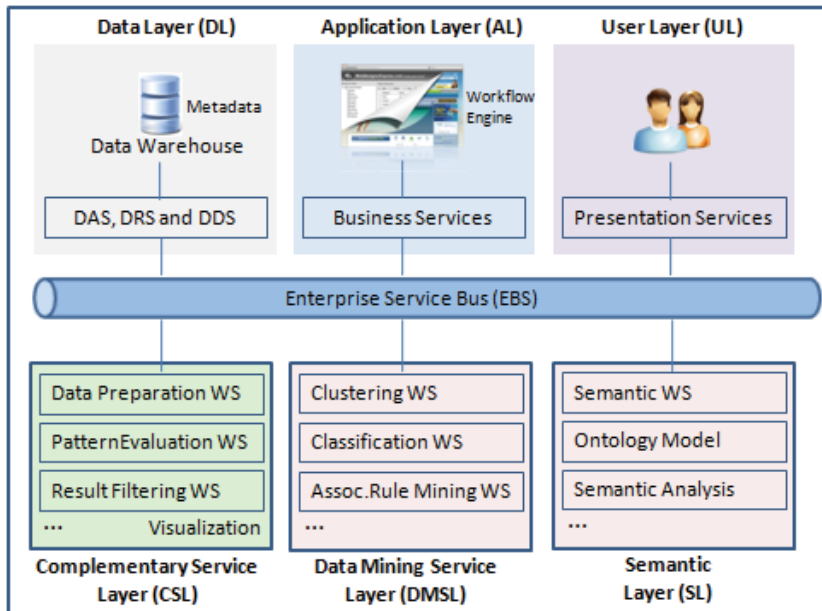 Data Layer (DL)
Application Layer (AL)
User Layer (UL)
Metadata
Data Warehouse
Workflow
Engine
DAS, DRS and DDS
Business Services
Presentation Services
Enterprise Service Bus (EBS)
Data Preparation WS
PatternEvaluation WS
Result Filtering WS
... Visualization
Clustering WS
Classification WS
Assoc.Rule Mining WS
...
Semantic WS
Ontology Model
Semantic Analysis
...
Complementary Service
Layer (CSL)
Data Mining Service
Layer (DMSL)
Semantic
Layer (SL)